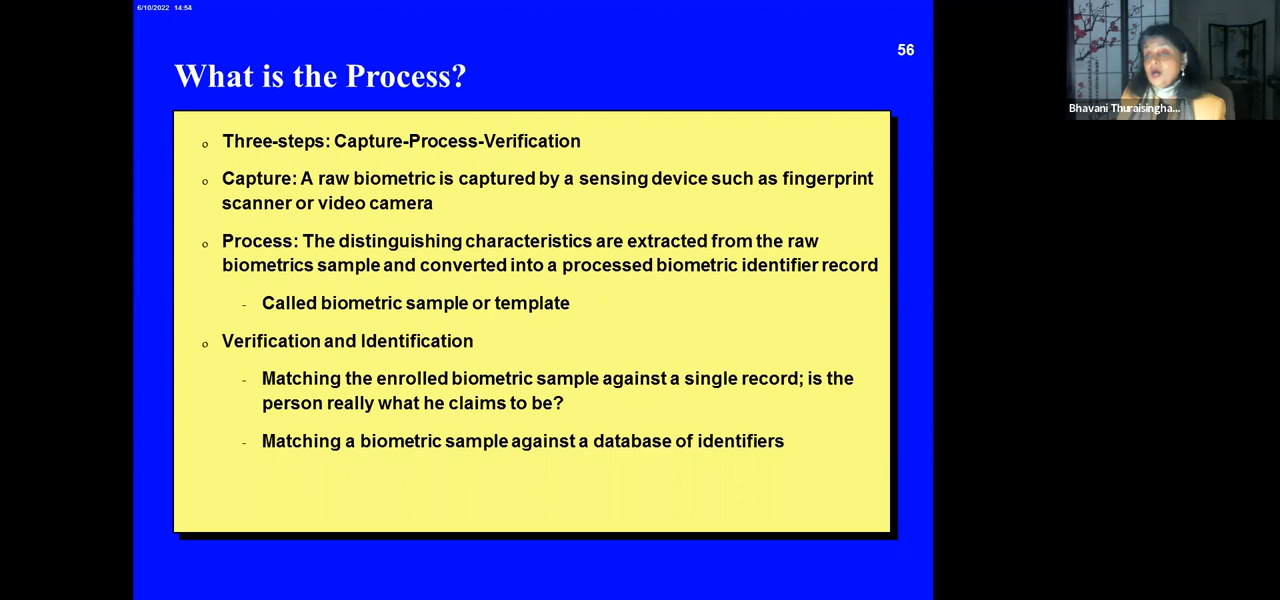 6/10/2022 14:54
56
What is the Process?
o Three-steps: Capture-Process-Verification
o Capture: A raw biometric is captured by a sensing device such as fingerprint
scanner or video camera
o Process: The distinguishing characteristics are extracted from the raw
biometrics sample and converted into a processed biometric identifier record
- Called biometric sample or template
o Verification and Identification
- Matching the enrolled biometric sample against a single record; is the
person really what he claims to be?
- Matching a biometric sample against a database of identifiers
Bhavani Thuraisingha...